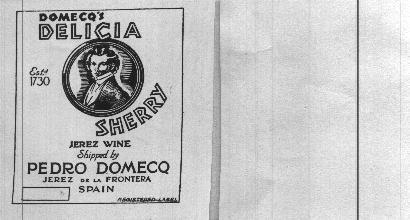 DOMECQ'S
DELICIA
Estd
1730
SHERRY
JEREZ WINE
Shipped by
PEDRO DOMECQ
JEREZ DE LA FRONTERA
SPAIN
REGISTERED LABEL